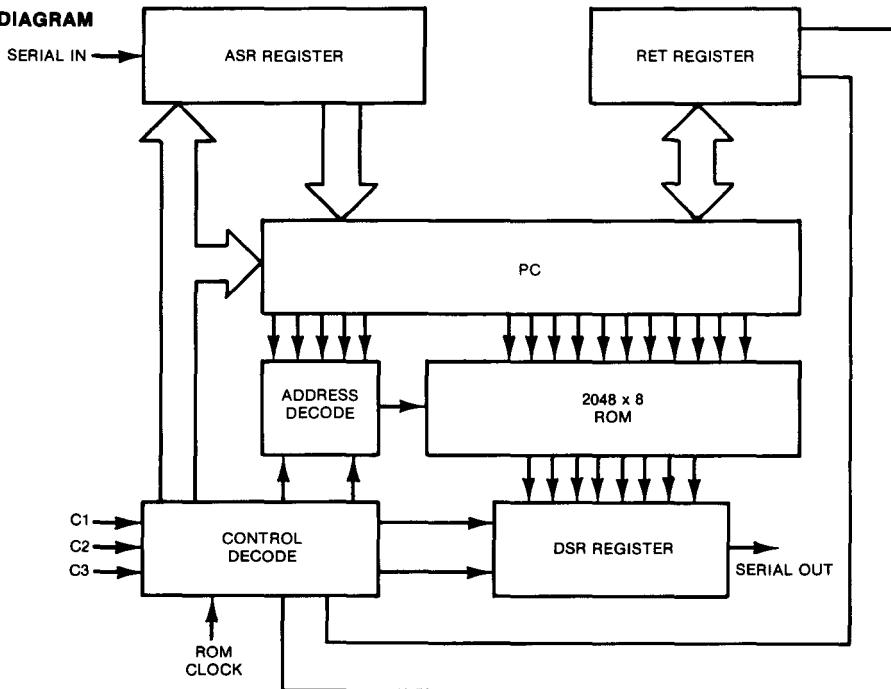 DIAGRAM
SERIAL IN
ASR REGISTER
RET REGISTER
PC
ADDRESS
DECODE
2048 x 8
ROM
C1
C2
C3
CONTROL
DECODE
DSR REGISTER
SERIAL OUT
ROM
CLOCK